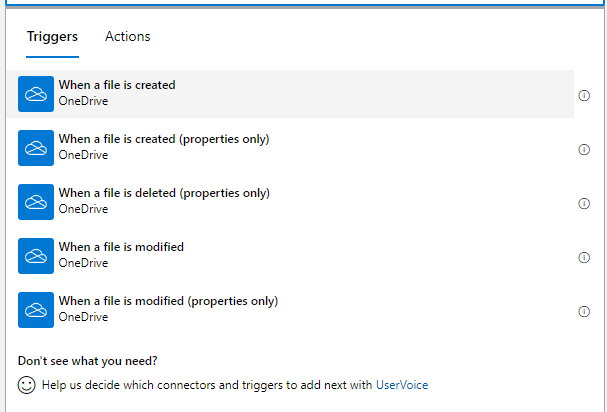 Triggers
Actions
When a file is created
OneDrive
When a file is created (properties only)
OneDrive
When a file is deleted (properties only)
OneDrive
When a file is modified
OneDrive
When a file is modified (properties only)
OneDrive
Don't see what you need?
Help us decide which connectors and triggers to add next with UserVoice